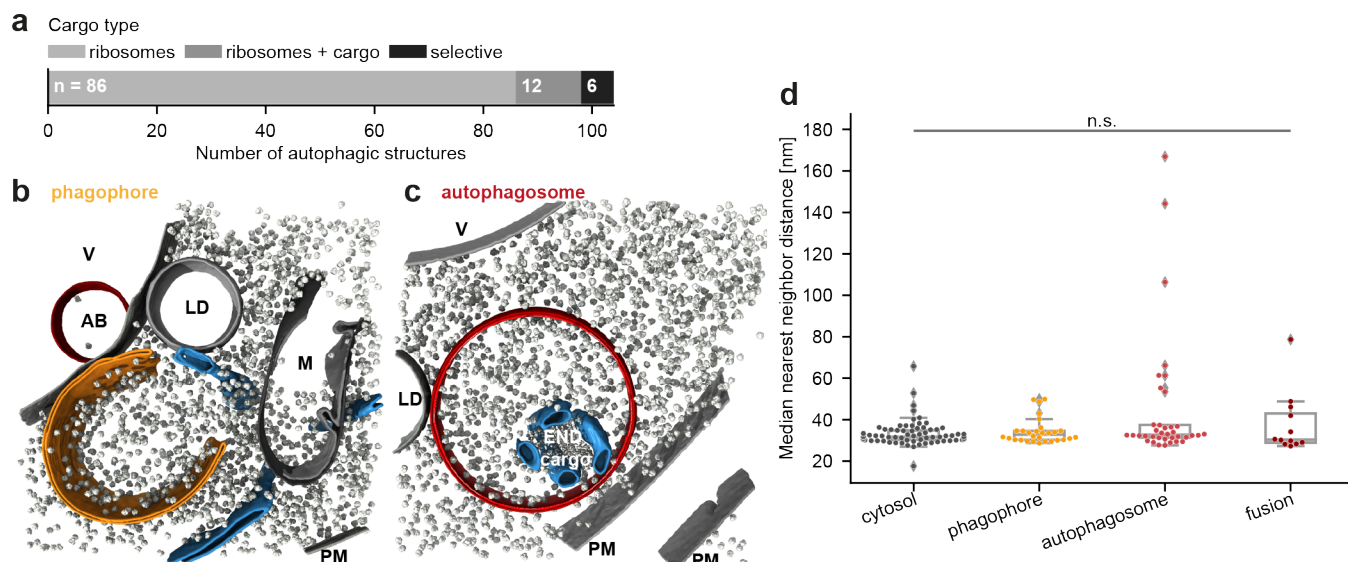 a
Cargo type
ribosomes ribosomes + cargo selective
n = 86 12 6
0 20 40 60 80 100
Number of autophagic structures
b phagophore
V
AB
LD
M
PM
c autophagosome
V
LD
END
cargo
PM
PM
d
n.s.
Median nearest neighbor distance [nm]
180
160
140
120
100
80
60
40
20
cytosol phagophore autophagosome fusion